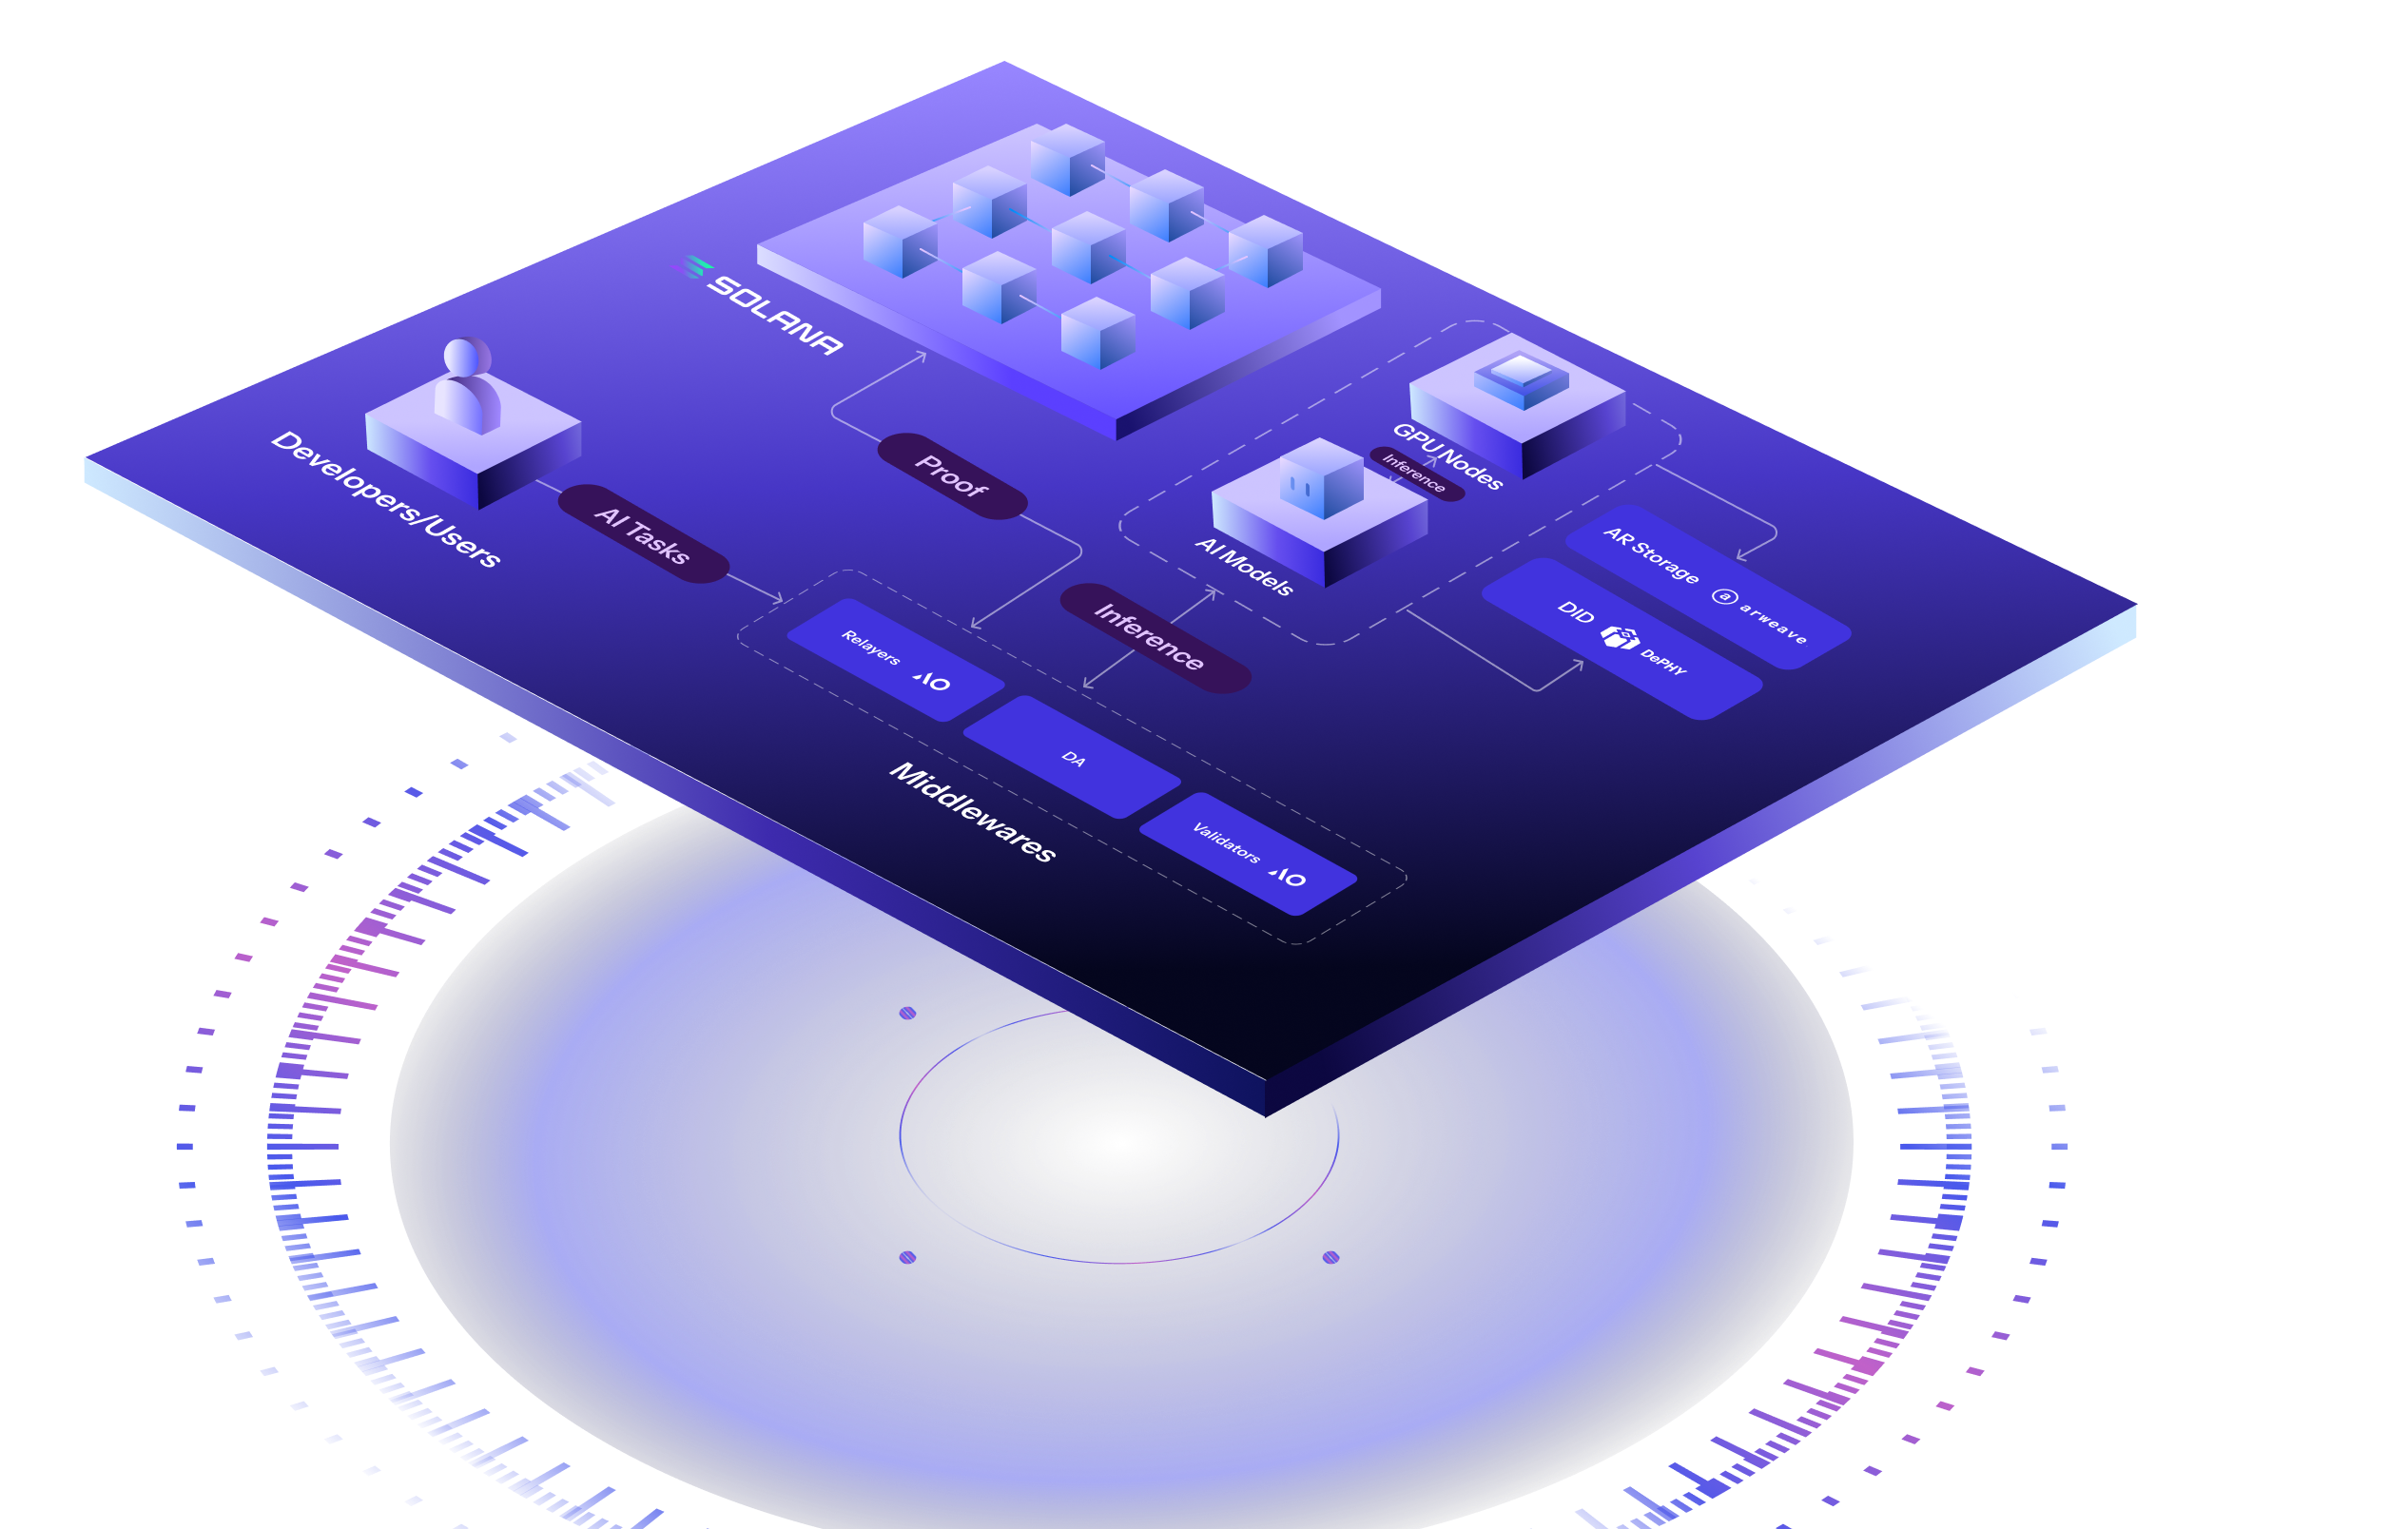 SOLANA
Developers/Users
AI Tasks
Proof
GPU Nodes
Inference
AI Models
Inference
AR Storage
a arweave
DID
DePHY
Relayers
AO
DA
Validators
AO
Middlewares